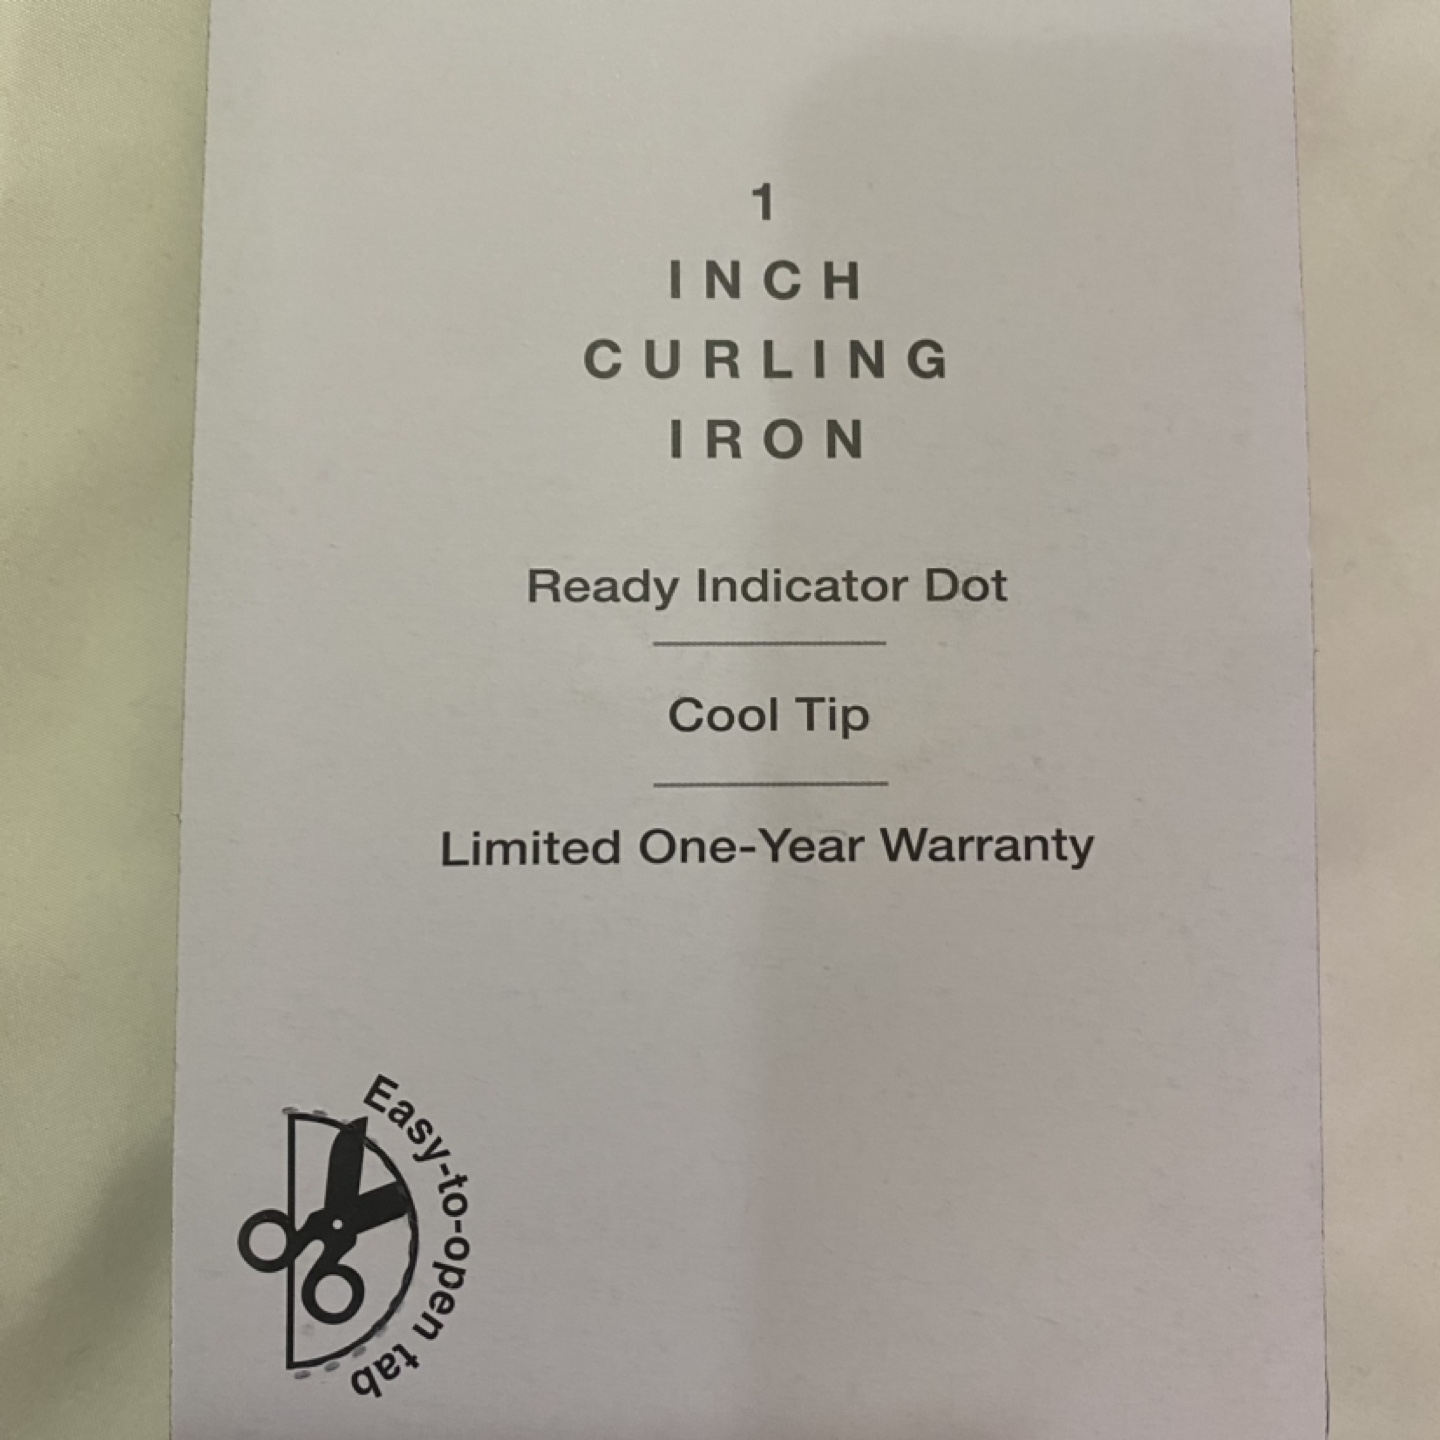 1
INCH
CURLING
IRON
Ready Indicator Dot
Cool Tip
Limited One-Year Warranty
Easy-to-open tab